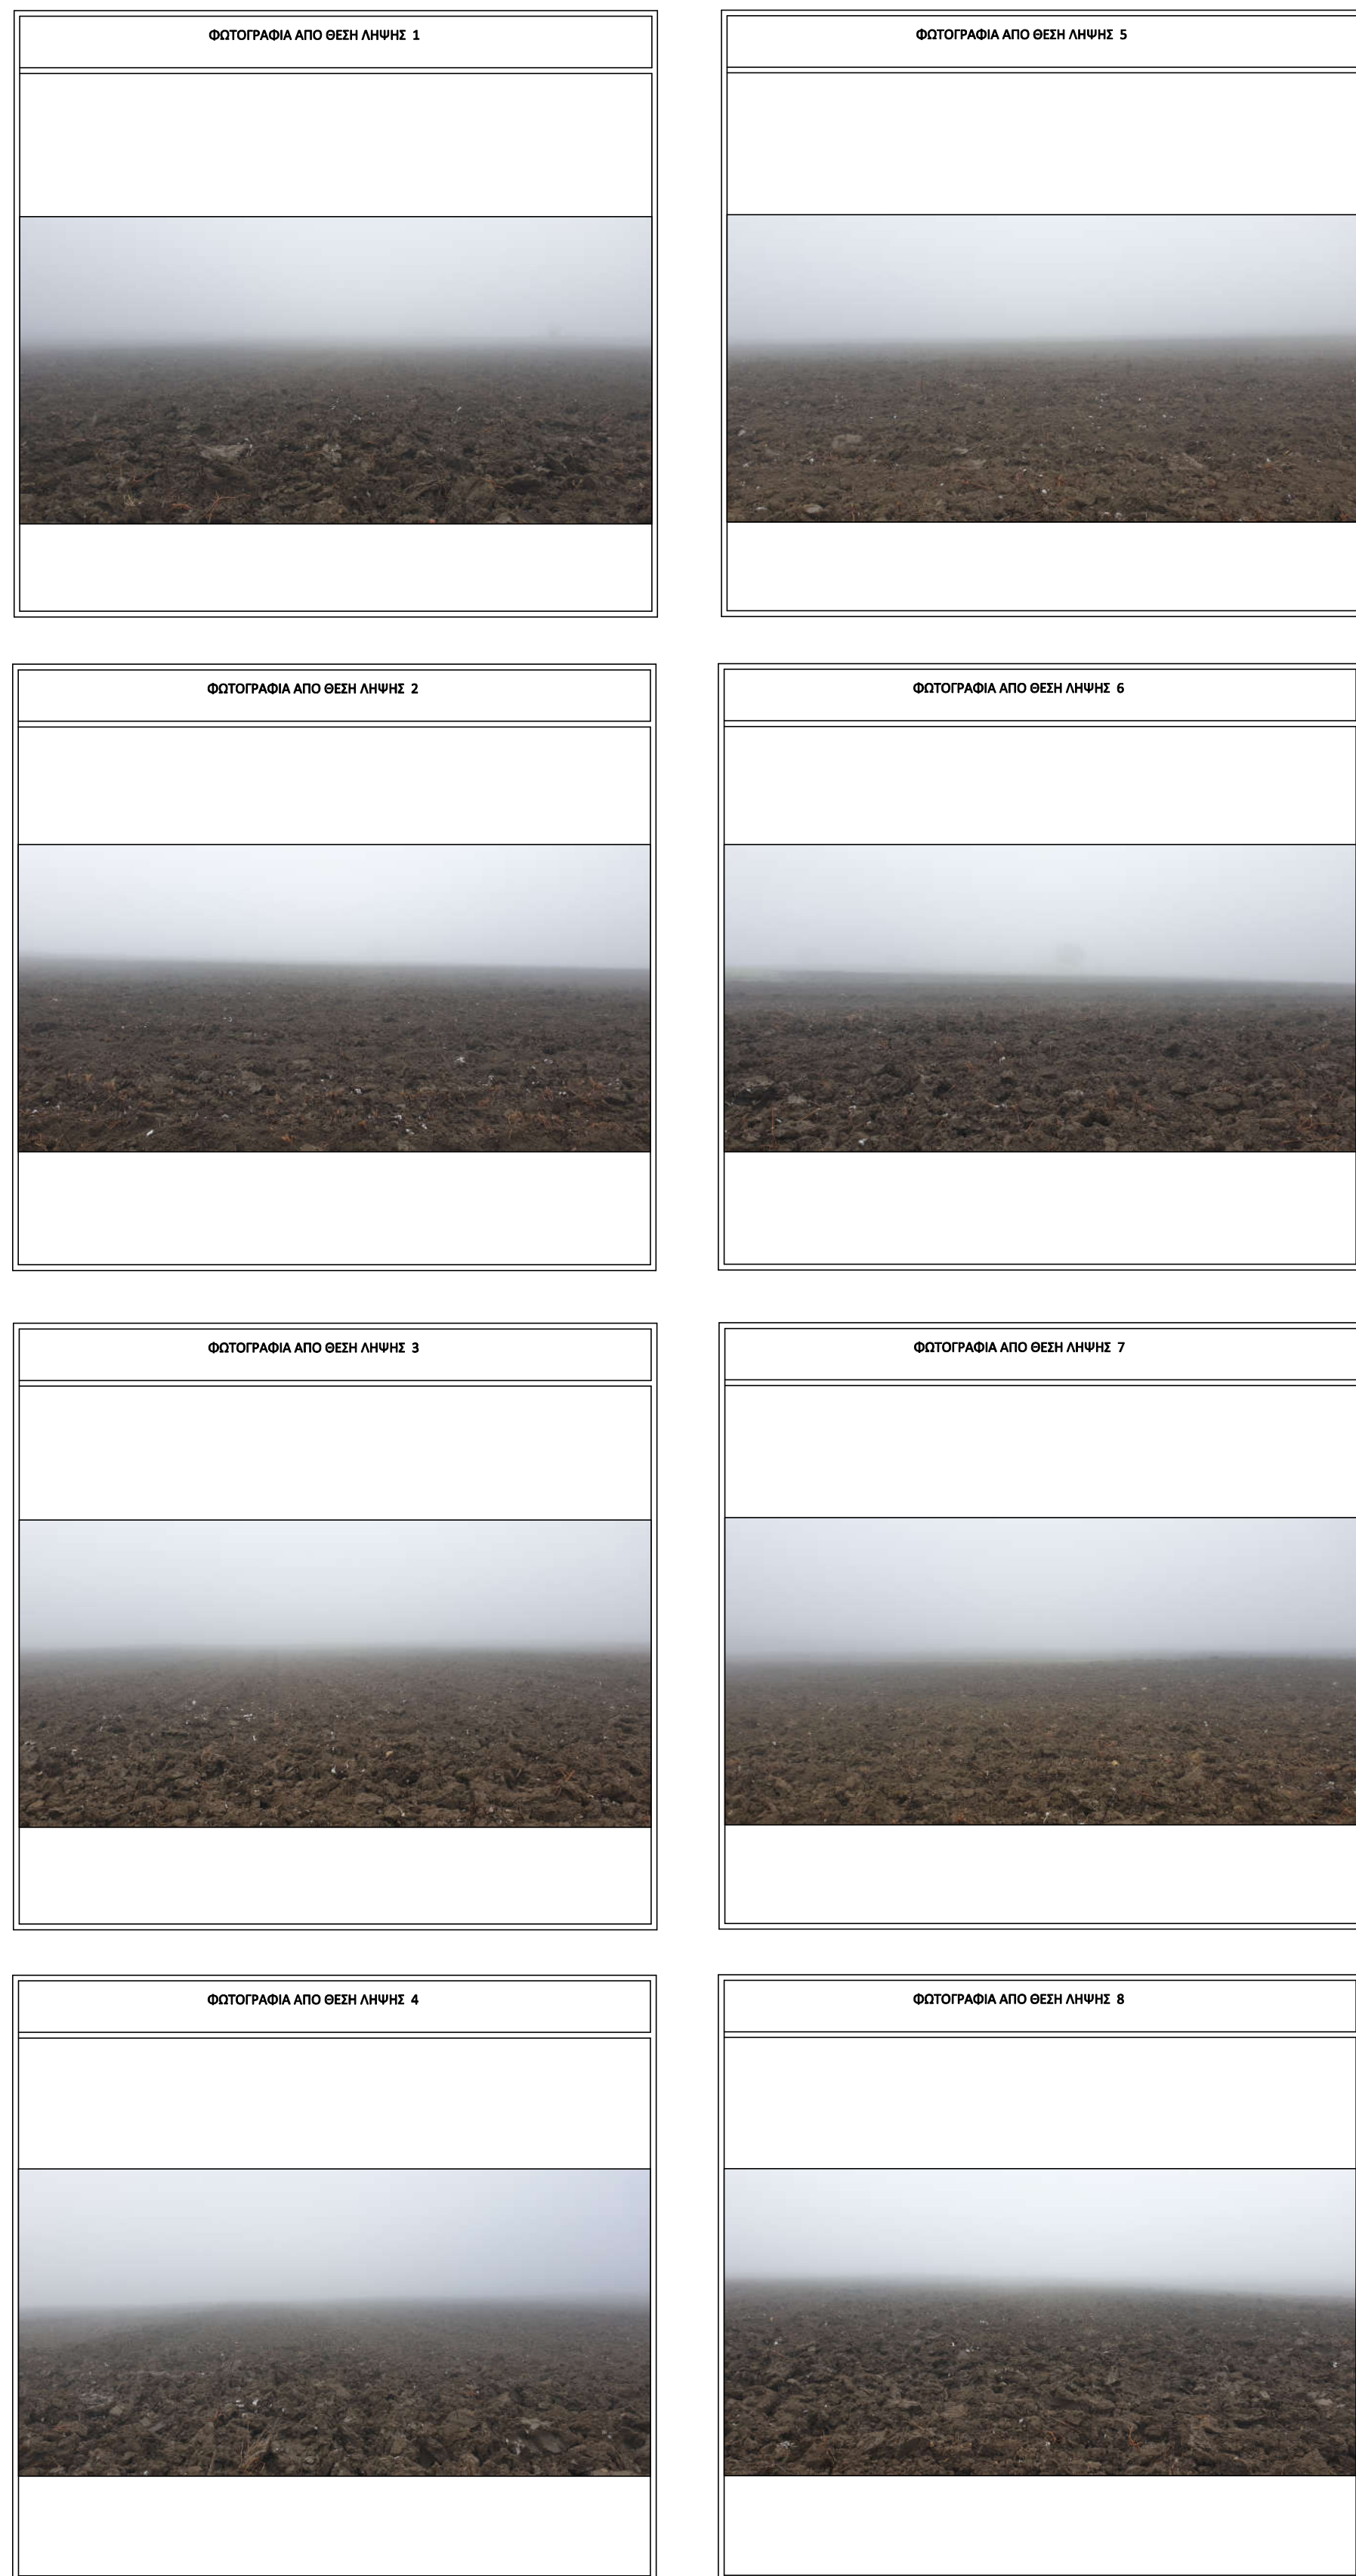 ΦΩΤΟΓΡΑΦΙΑ ΑΠΟ ΘΕΣΗ ΛΗΨΗΣ 1
ΦΩΤΟΓΡΑΦΙΑ ΑΠΟ ΘΕΣΗ ΛΗΨΗΣ 5
ΦΩΤΟΓΡΑΦΙΑ ΑΠΟ ΘΕΣΗ ΛΗΨΗΣ 2
ΦΩΤΟΓΡΑΦΙΑ ΑΠΟ ΘΕΣΗ ΛΗΨΗΣ 6
ΦΩΤΟΓΡΑΦΙΑ ΑΠΟ ΘΕΣΗ ΛΗΨΗΣ 3
ΦΩΤΟΓΡΑΦΙΑ ΑΠΟ ΘΕΣΗ ΛΗΨΗΣ 7
ΦΩΤΟΓΡΑΦΙΑ ΑΠΟ ΘΕΣΗ ΛΗΨΗΣ 4
ΦΩΤΟΓΡΑΦΙΑ ΑΠΟ ΘΕΣΗ ΛΗΨΗΣ 8